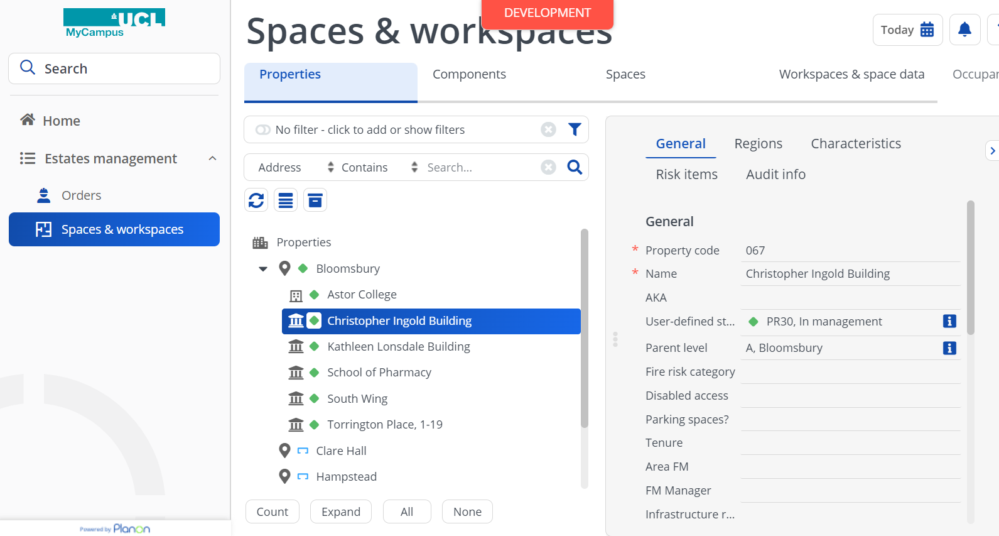 UCL
MyCampus
Search
Home
Estates management
Orders
Spaces & workspaces
Powered by Planon
DEVELOPMENT
Spaces & workspaces
Today
Properties
Components
Spaces
Workspaces & space data
Occupan
No filter - click to add or show filters
Address
Contains
Search...
Properties
Bloomsbury
Astor College
Christopher Ingold Building
Kathleen Lonsdale Building
School of Pharmacy
South Wing
Torrington Place, 1-19
Clare Hall
Hampstead
Count
Expand
All
None
General
Regions
Characteristics
Risk items
Audit info
General
* Property code 067
* Name Christopher Ingold Building
AKA
User-defined st... PR30, In management
Parent level A, Bloomsbury
Fire risk category
Disabled access
Parking spaces?
Tenure
Area FM
FM Manager
Infrastructure r...